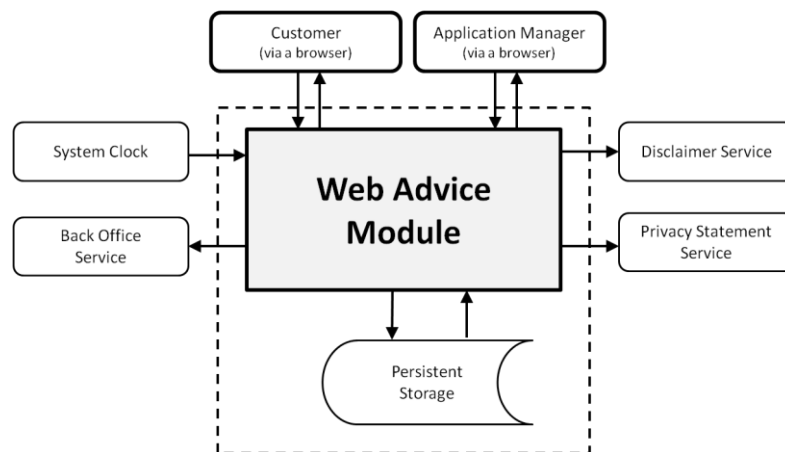 Customer
(via a browser)
Application Manager
(via a browser)
System Clock
Web Advice
Module
Disclaimer Service
Back Office
Service
Privacy Statement
Service
Persistent
Storage